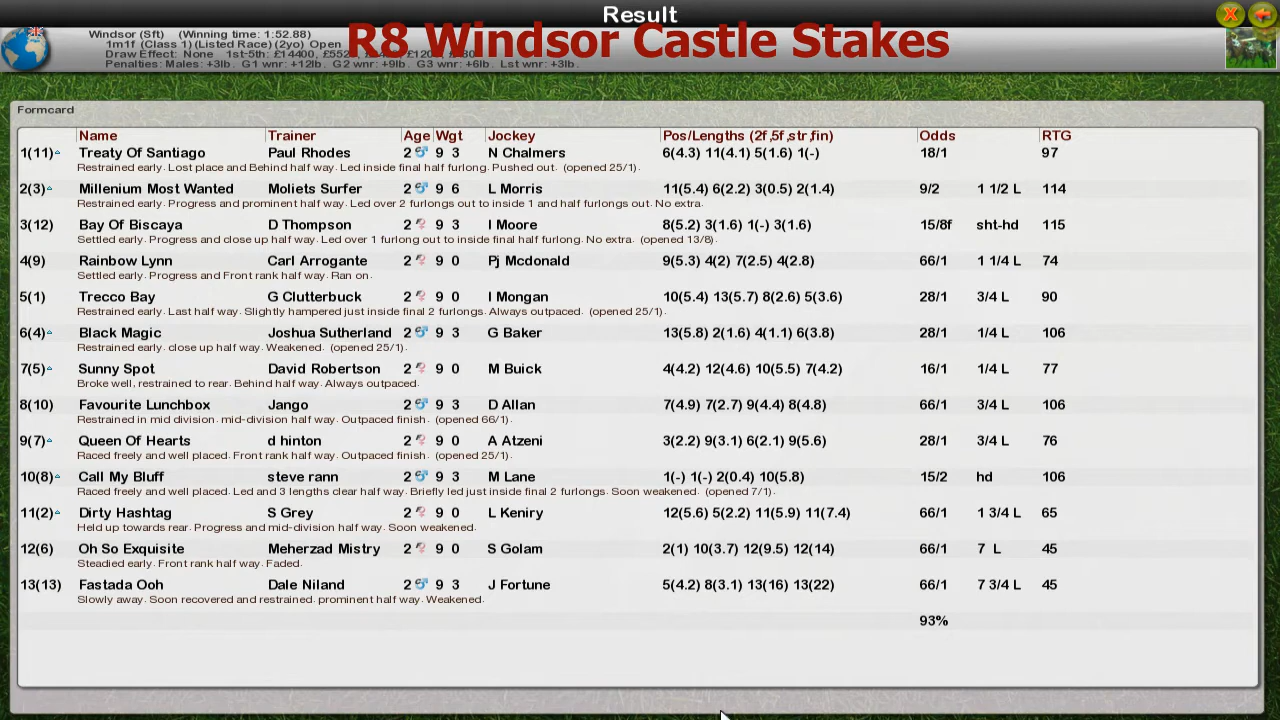 Result
R8 Windsor Castle Stakes
Windsor (Sft) (Winning time: 1:52.88)
1m1f (Class 1) (Listed Race) (2yo) Open
Draw Effect: None 1st-5th: £14400,
Penalties: Males: +3lb. G1 wnr: +12lb. G2 wnr: +9lb. G3 wnr: +6lb. Lst wnr: +3lb.
Formcard
Name Trainer Age Wgt Jockey Pos/Lengths (2f,5f,str,fin) Odds RTG
1(11) Treaty Of Santiago Paul Rhodes 2 9 3 N Chalmers 6(4.3) 11(4.1) 5(1.6) 1(-) 18/1 97
Restrained early. Lost place and Behind half way. Led inside final half furlong. Pushed out. (opened 25/1).
2(3) Millenium Most Wanted Moliets Surfer 2 9 6 L Morris 11(5.4) 6(2.2) 3(0.5) 2(1.4) 9/2 1 1/2 L 114
Restrained early. Progress and prominent half way. Led over 2 furlongs out to inside 1 and half furlongs out. No extra.
3(12) Bay Of Biscaya D Thompson 2 9 3 I Moore 8(5.2) 3(1.6) 1(-) 3(1.6) 15/8f sht-hd 115
Settled early. Progress and close up half way. Led over 1 furlong out to inside final half furlong. No extra. (opened 13/8).
4(9) Rainbow Lynn Carl Arrogante 2 9 0 Pj Mcdonald 9(5.3) 4(2) 7(2.5) 4(2.8) 66/1 1 1/4 L 74
Settled early. Progress and Front rank half way. Ran on.
5(1) Trecco Bay G Clutterbuck 2 9 0 I Mongan 10(5.4) 13(5.7) 8(2.6) 5(3.6) 28/1 3/4 L 90
Restrained early. Last half way. Slightly hampered just inside final 2 furlongs. Always outpaced. (opened 25/1).
6(4) Black Magic Joshua Sutherland 2 9 3 G Baker 13(5.8) 2(1.6) 4(1.1) 6(3.8) 28/1 1/4 L 106
Restrained early. close up half way. Weakened. (opened 25/1).
7(5) Sunny Spot David Robertson 2 9 0 M Buick 4(4.2) 12(4.6) 10(5.5) 7(4.2) 16/1 1/4 L 77
Broke well, restrained to rear. Behind half way. Always outpaced.
8(10) Favourite Lunchbox Jango 2 9 3 D Allan 7(4.9) 7(2.7) 9(4.4) 8(4.8) 66/1 3/4 L 106
Restrained in mid division. mid-division half way. Outpaced finish. (opened 66/1).
9(7) Queen Of Hearts d hinton 2 9 0 A Atzeni 3(2.2) 9(3.1) 6(2.1) 9(5.6) 28/1 3/4 L 76
Raced freely and well placed. Front rank half way. Outpaced finish. (opened 25/1).
10(8) Call My Bluff steve rann 2 9 3 M Lane 1(-) 1(-) 2(0.4) 10(5.8) 15/2 hd 106
Raced freely and well placed. Led and 3 lengths clear half way. Briefly led just inside final 2 furlongs. Soon weakened. (opened 7/1).
11(2) Dirty Hashtag S Grey 2 9 0 L Keniry 12(5.6) 5(2.2) 11(5.9) 11(7.4) 66/1 1 3/4 L 65
Held up towards rear. Progress and mid-division half way. Soon weakened.
12(6) Oh So Exquisite Meherzad Mistry 2 9 0 S Golam 2(1) 10(3.7) 12(9.5) 12(14) 66/1 7 L 45
Steadied early. Front rank half way. Faded.
13(13) Fastada Ooh Dale Niland 2 9 3 J Fortune 5(4.2) 8(3.1) 13(16) 13(22) 66/1 7 3/4 L 45
Slowly away. Soon recovered and restrained. prominent half way. Weakened.
93%